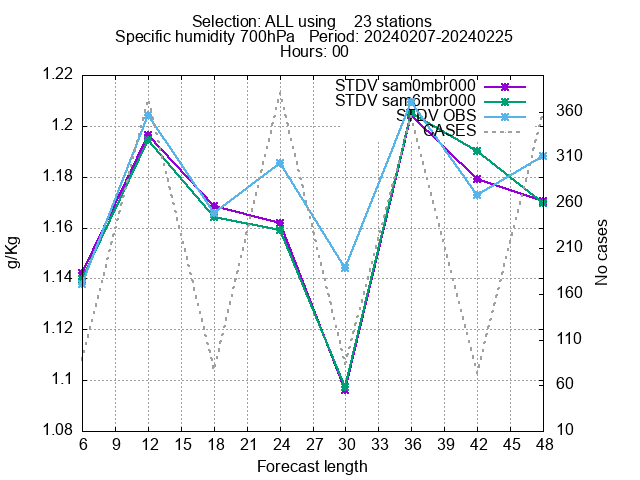 Selection: ALL using 23 stations
Specific humidity 700hPa Period: 20240207-20240225
Hours: 00
STDV sam0mbr000
STDV sam6mbr000
STDV OBS
CASES
g/Kg
1.22
1.2
1.18
1.16
1.14
1.12
1.1
1.08
No cases
360
310
260
210
160
110
60
10
6 9 12 15 18 21 24 27 30 33 36 39 42 45 48
Forecast length